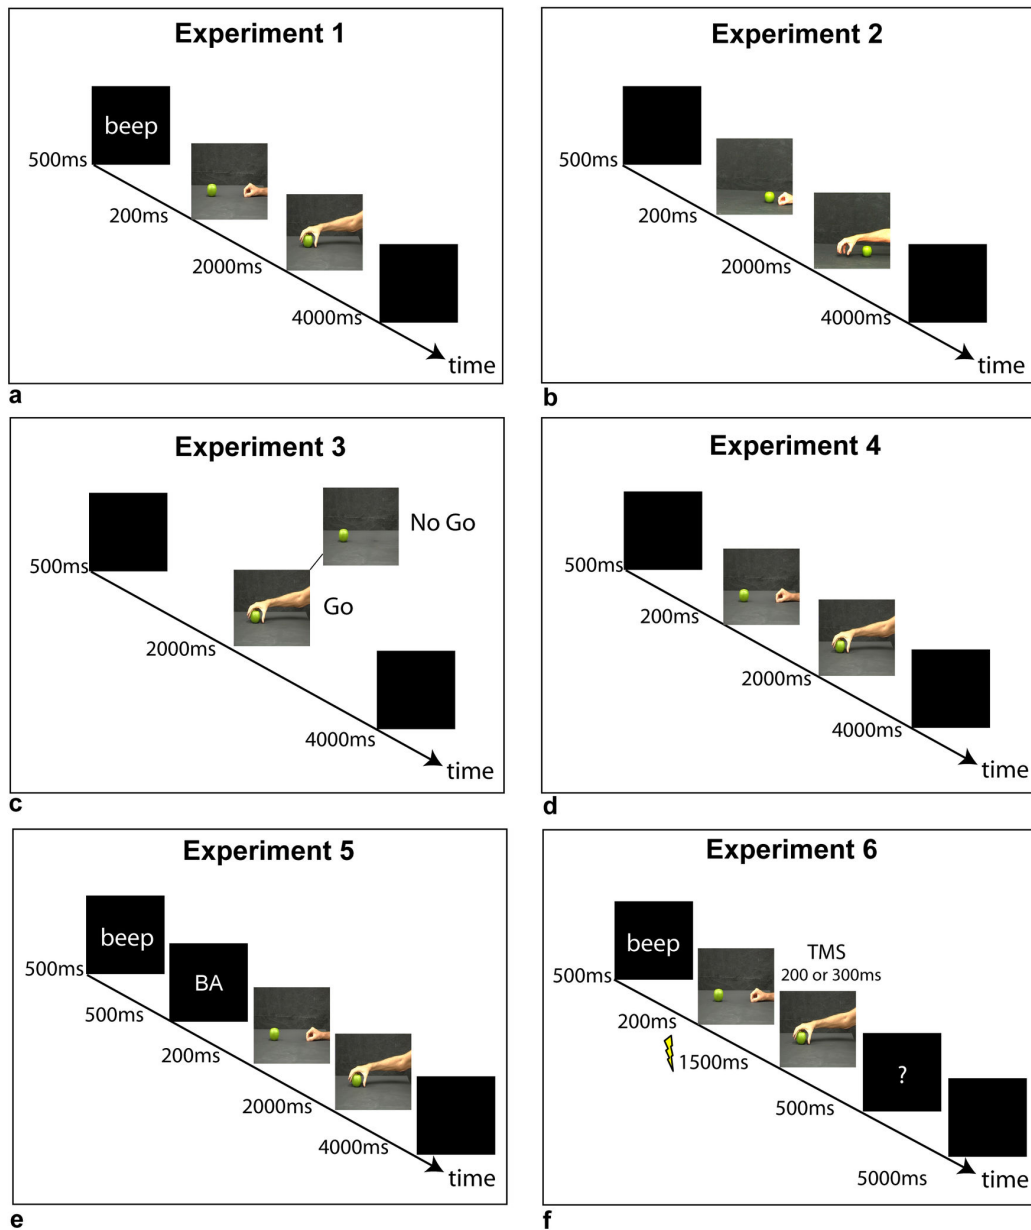 Experiment 1
beep
500ms
200ms
2000ms
4000ms
time
a
Experiment 2
500ms
200ms
2000ms
4000ms
time
b
Experiment 3
No Go
500ms
Go
2000ms
4000ms
time
c
Experiment 4
500ms
200ms
2000ms
4000ms
time
d
Experiment 5
beep
500ms
BA
500ms
200ms
2000ms
4000ms
time
e
Experiment 6
beep
TMS
500ms
200 or 300ms
200ms
1500ms
?
500ms
5000ms
time
f